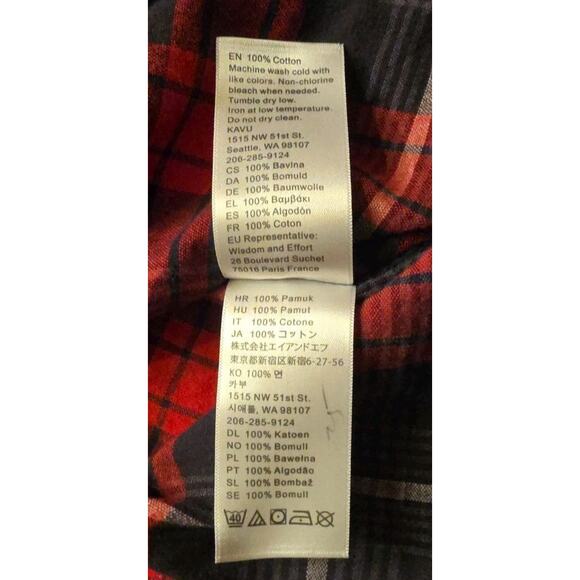 EN 100% Cotton
Machine wash cold with
like colors. Non-chlorine
bleach when needed.
Tumble dry low.
Iron at low temperature.
Do not dry clean.
KAVU
1515 NW 51st St.
Seattle, WA 98107
206-285-9124
CS 100% Bavlna
DA 100% Bomuld
DE 100% Baumwolle
EL 100% Βαμβάκι
ES 100% Algodón
FR 100% Coton
EU Representative:
Wisdom and Effort
26 Boulevard Suchet
75016 Paris France
HR 100% Pamuk
HU 100% Pamut
IT 100% Cotone
JA 100% コットン
株式会社エイアンドエフ
東京都新宿区新宿6-27-56
KO 100% 면
카부
1515 NW 51st St.
시애틀, WA 98107
206-285-9124
DL 100% Katoen
NO 100% Bomull
PL 100% Bawełna
PT 100% Algodão
SL 100% Bombaž
SE 100% Bomull
40